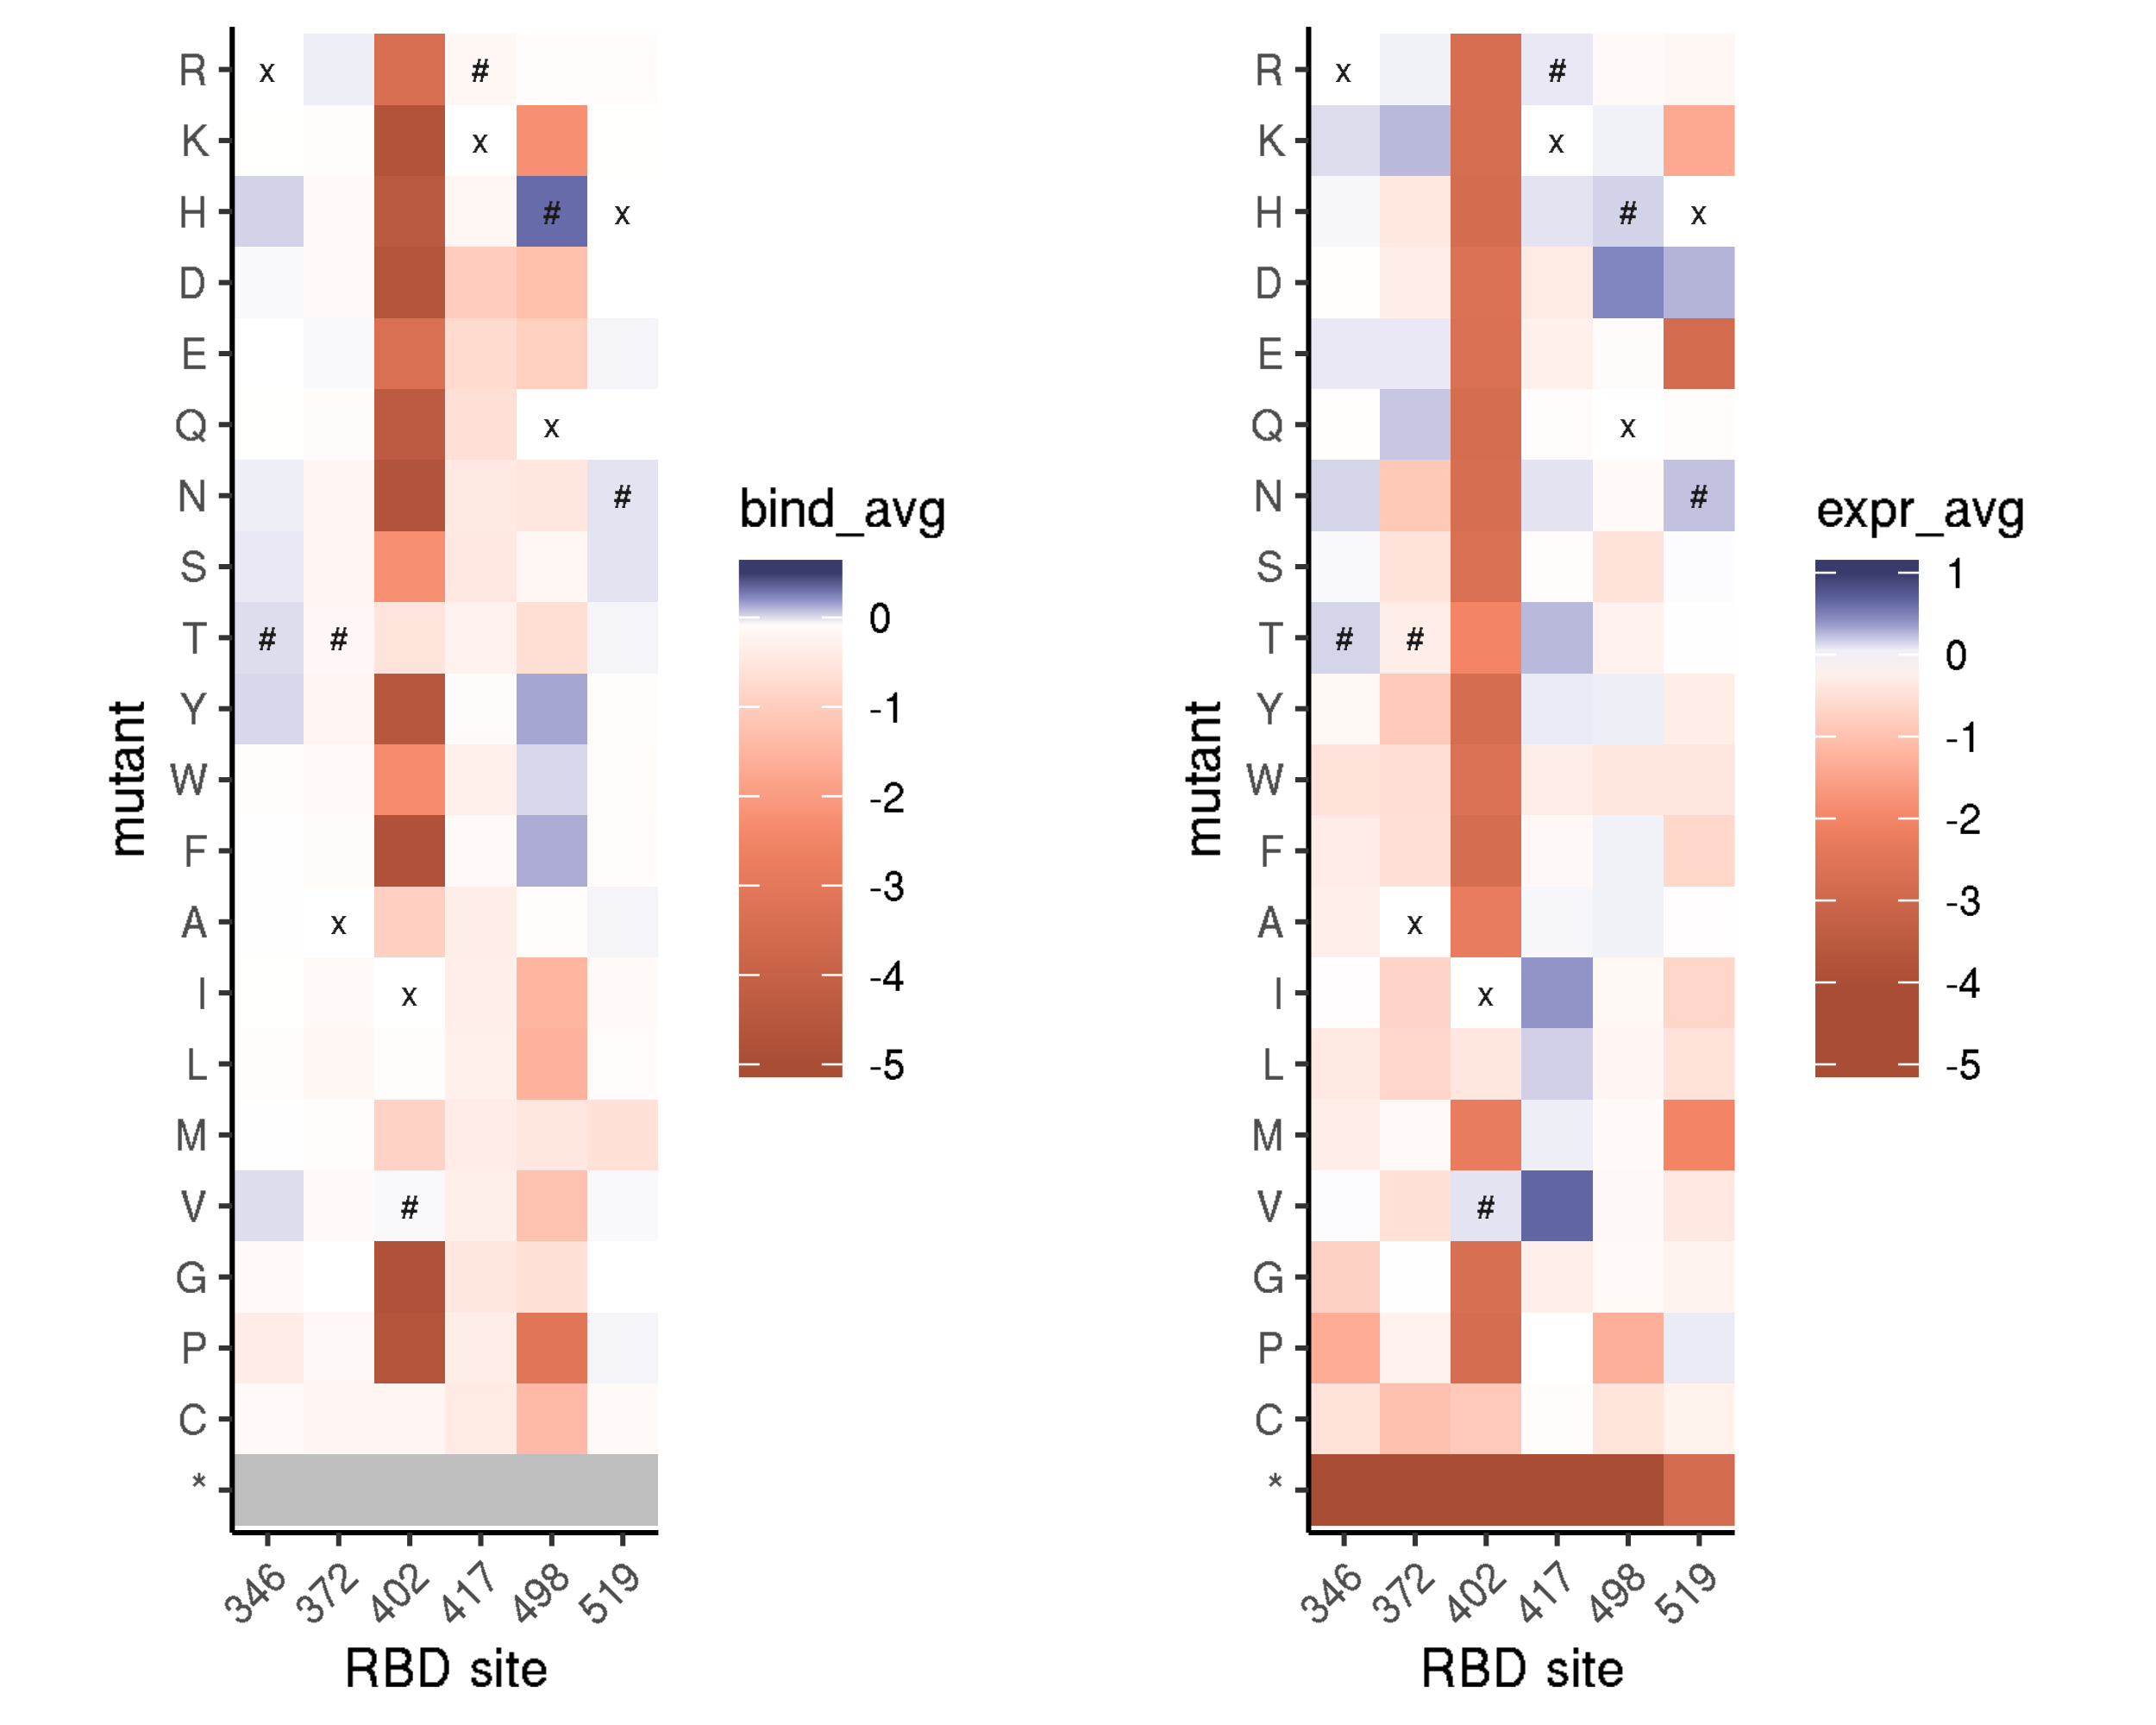 mutant
R x #
K x
H # x
D
E
Q x
N #
S
T # #
Y
W
F
A x
I x
L
M
V #
G
P
C
*
346 372 402 417 498 519
RBD site
bind_avg
0
-1
-2
-3
-4
-5
mutant
R x #
K x
H # x
D
E
Q x
N #
S
T # #
Y
W
F
A x
I x
L
M
V #
G
P
C
*
346 372 402 417 498 519
RBD site
expr_avg
1
0
-1
-2
-3
-4
-5